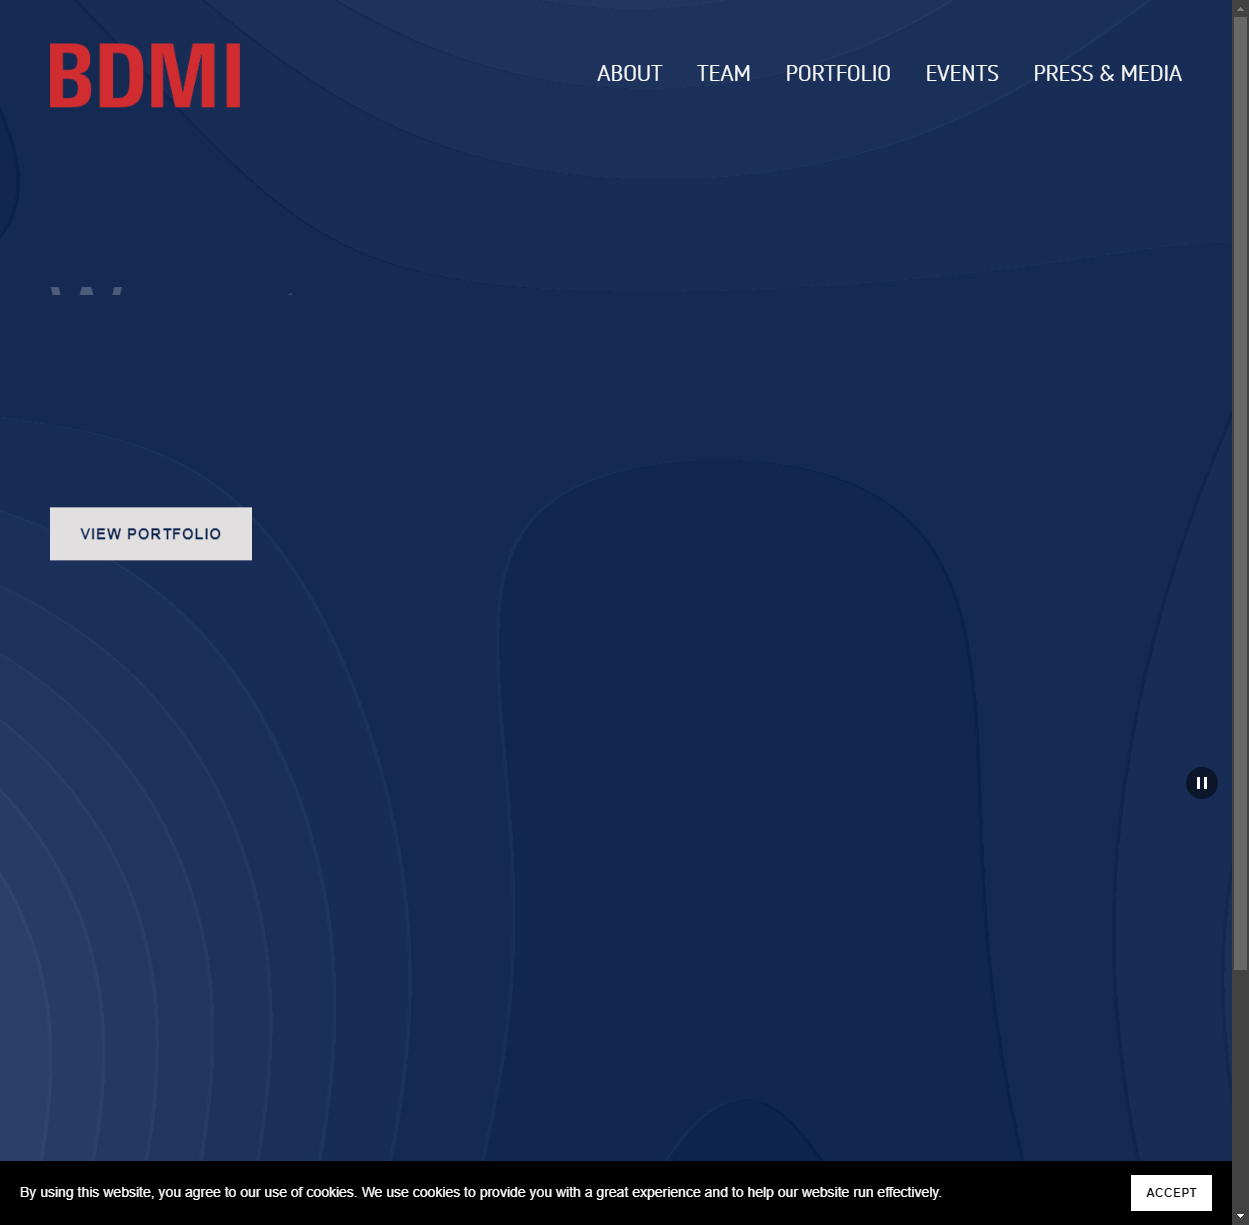 BDMI
ABOUT TEAM PORTFOLIO EVENTS PRESS & MEDIA
VIEW PORTFOLIO
By using this website, you agree to our use of cookies. We use cookies to provide you with a great experience and to help our website run effectively.
ACCEPT